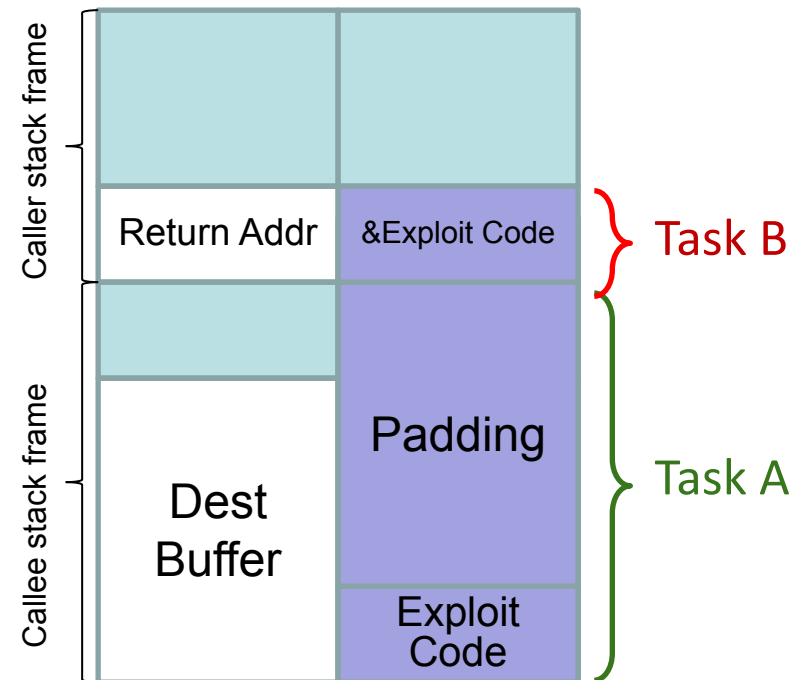 Caller stack frame
Return Addr
&Exploit Code
Task B
Callee stack frame
Dest
Buffer
Padding
Exploit
Code
Task A